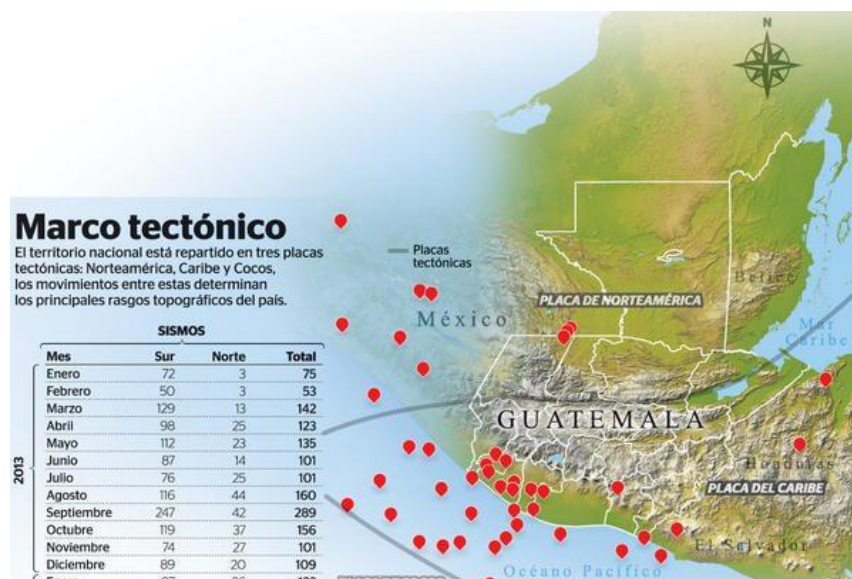 N
Marco tectónico
El territorio nacional está repartido en tres placas
tectónicas: Norteamérica, Caribe y Cocos,
los movimientos entre estas determinan
los principales rasgos topográficos del país.
Placas
tectónicas
SISMOS
Mes Sur Norte Total
2013
Enero 72 3 75
Febrero 50 3 53
Marzo 129 13 142
Abril 98 25 123
Mayo 112 23 135
Junio 87 14 101
Julio 76 25 101
Agosto 116 44 160
Septiembre 247 42 289
Octubre 119 37 156
Noviembre 74 27 101
Diciembre 89 20 109
PLACA DE NORTEAMÉRICA
Belice
México
Mar
Caribe
GUATEMALA
Honduras
PLACA DEL CARIBE
El Salvador
Océano Pacífico